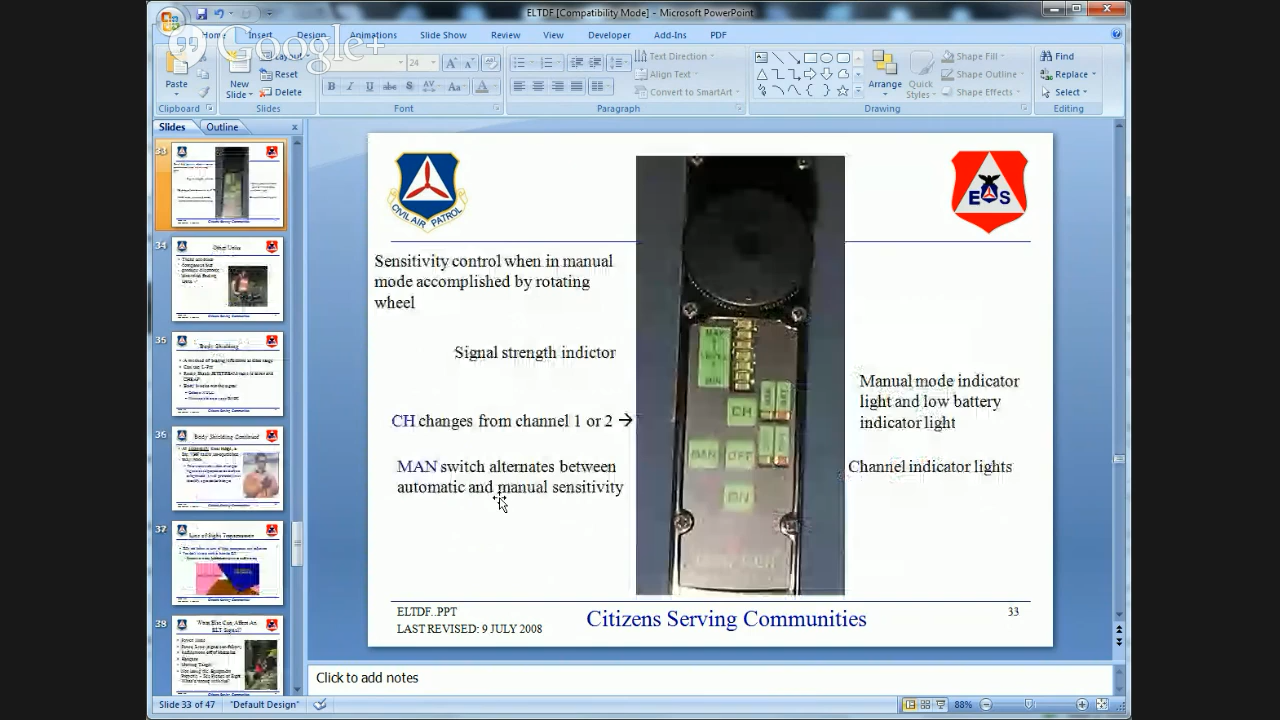 ELTDF [Compatibility Mode] - Microsoft PowerPoint
Google+
Home Insert Design Animations Slide Show Review View Developer Add-Ins PDF
Paste
Clipboard
New
Slide
Layout
Reset
Delete
Slides
24
Font
Paragraph
Text Direction
Align Text
Convert to SmartArt
Arrange
Quick
Styles
Shape Fill
Shape Outline
Shape Effects
Drawing
Find
Replace
Select
Editing
Slides Outline
33
34
Other Units
35
Body Shielding
36
Body Shielding Continued
37
38
What Else Can Affect An
ELT Signal?
CIVIL AIR PATROL
E S
Sensitivity control when in manual
mode accomplished by rotating
wheel
Signal strength indictor
CH changes from channel 1 or 2 →
MAN switch alternates between
automatic and manual sensitivity
MAX
MIN
CH
OFF
Manual mode indicator
light and low battery
indicator light
Channel indicator lights
ELTDF..PPT
LAST REVISED: 9 JULY 2008
Citizens Serving Communities
33
Click to add notes
Slide 33 of 47 "Default Design" 88%